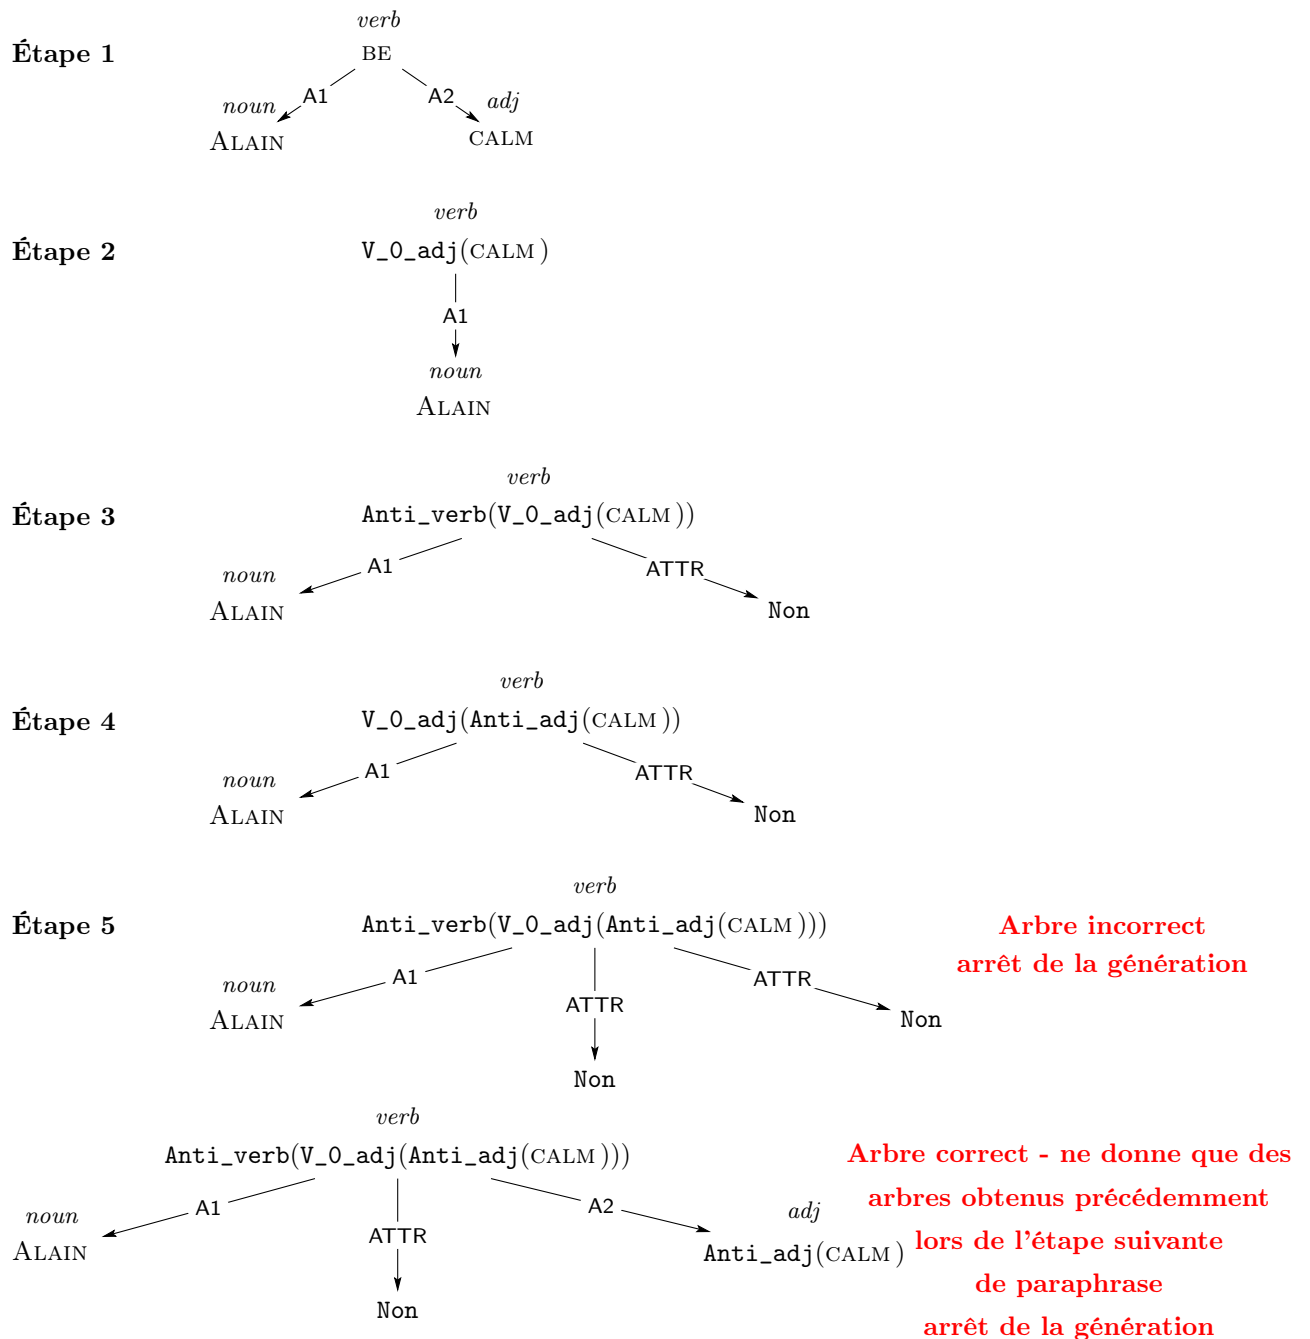 verb
Étape 1 BE
A1 A2
noun adj
ALAIN CALM
verb
Étape 2 V_0_adj(CALM)
A1
noun
ALAIN
verb
Étape 3 Anti_verb(V_0_adj(CALM))
A1 ATTR
noun
ALAIN Non
verb
Étape 4 V_0_adj(Anti_adj(CALM))
A1 ATTR
noun
ALAIN Non
verb
Étape 5 Anti_verb(V_0_adj(Anti_adj(CALM))) Arbre incorrect
arrêt de la génération
A1 ATTR ATTR
noun
ALAIN Non
Non
verb
Anti_verb(V_0_adj(Anti_adj(CALM))) Arbre correct - ne donne que des
arbres obtenus précédemment
A1 ATTR A2
noun adj
ALAIN Anti_adj(CALM) lors de l'étape suivante
de paraphrase
Non
arrêt de la génération